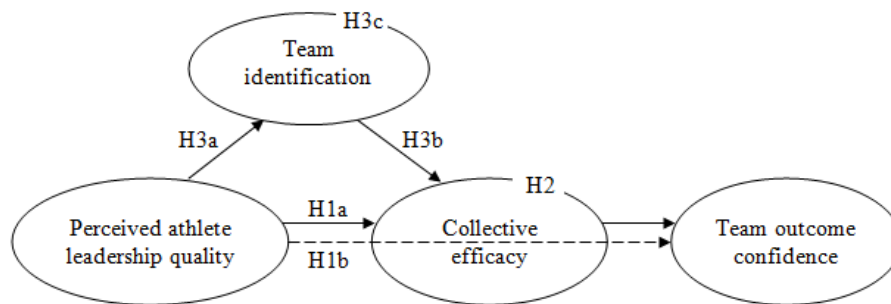 H3c
Team
identification
H3a
H3b
H2
Perceived athlete
leadership quality
H1a
H1b
Collective
efficacy
Team outcome
confidence